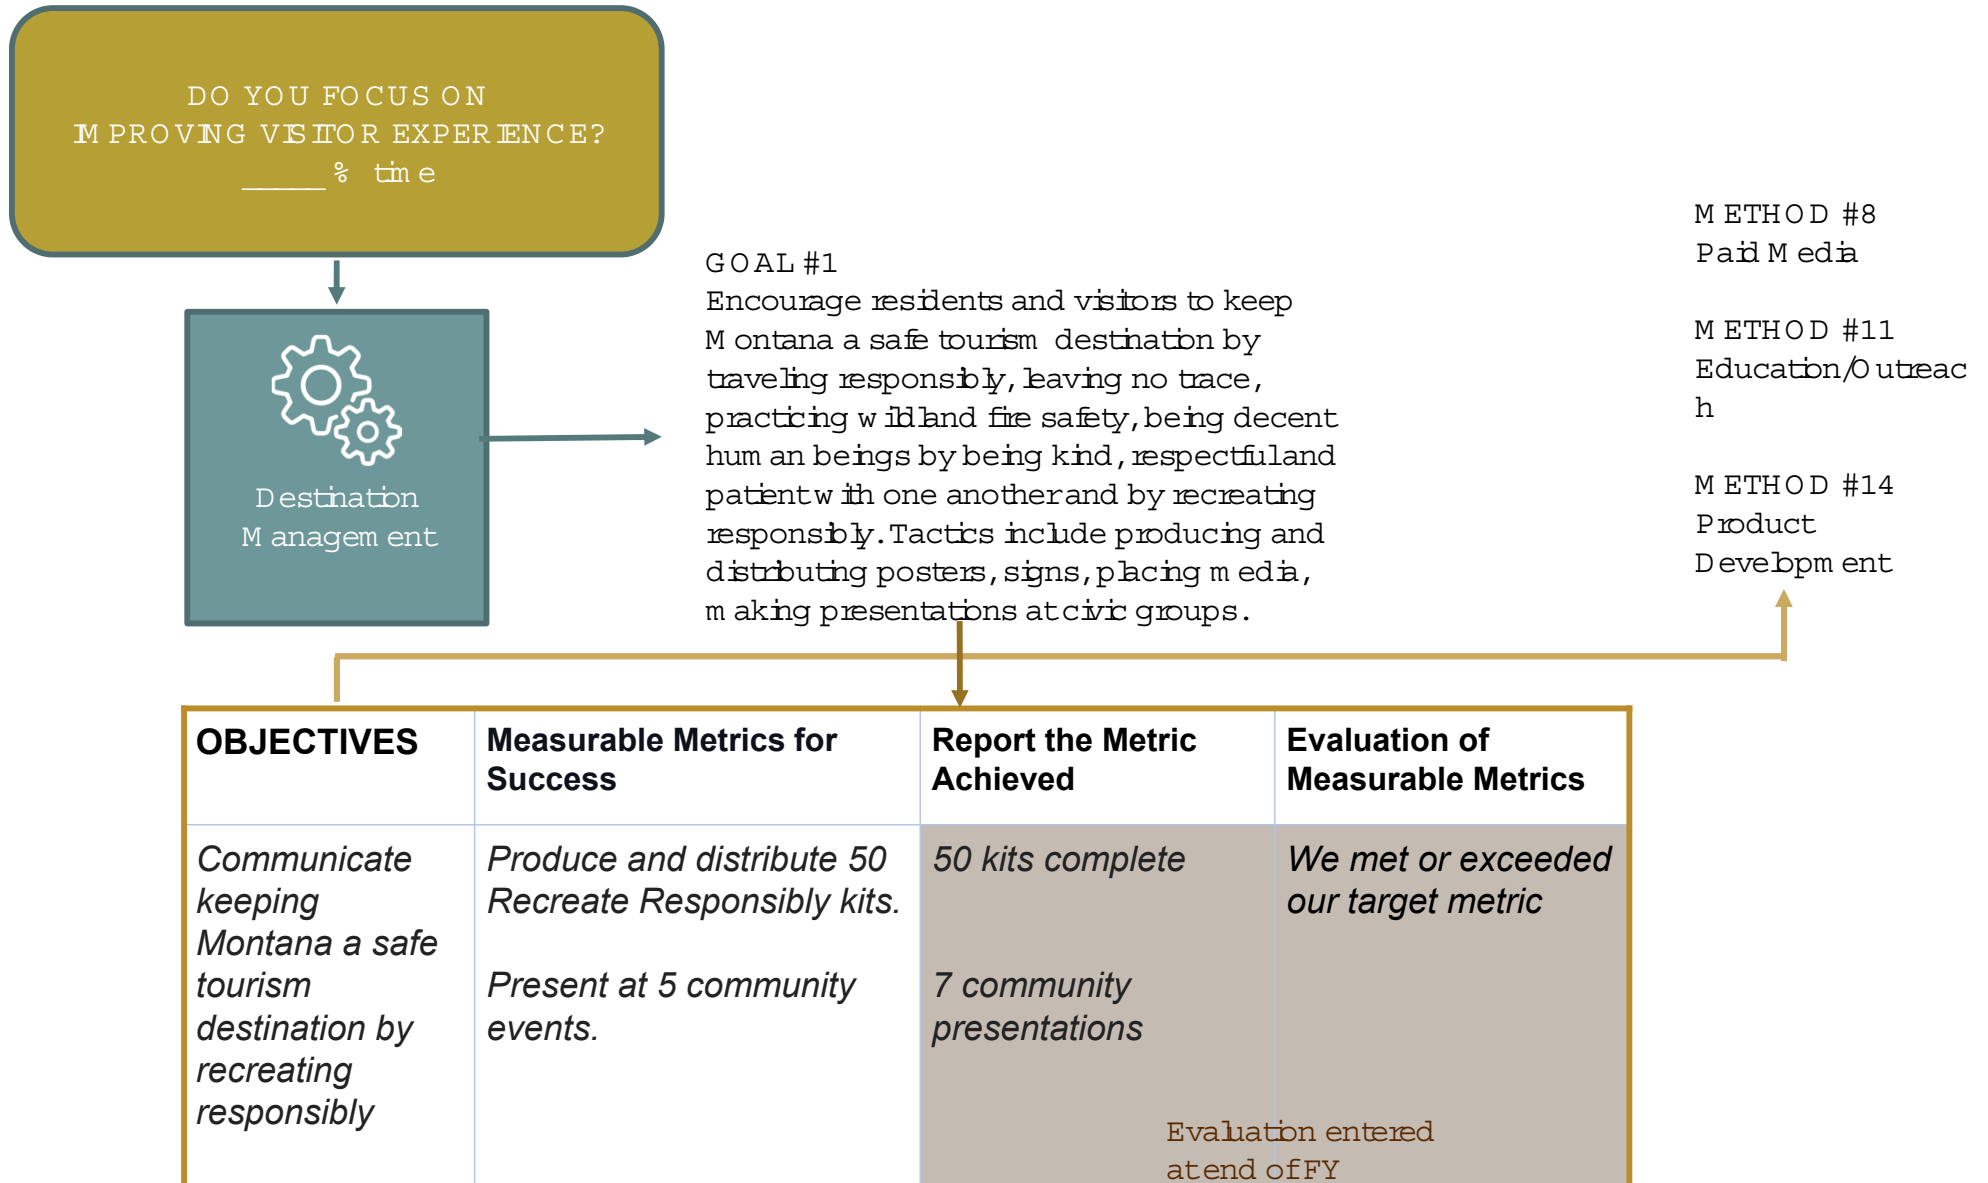 DO YOU FOCUS ON
IMPROVING VISITOR EXPERIENCE?
_____% time
Destination
Management
GOAL #1
Encourage residents and visitors to keep
Montana a safe tourism destination by
traveling responsibly, leaving no trace,
practicing wildland fire safety, being decent
human beings by being kind, respectful and
patient with one another and by recreating
responsibly. Tactics include producing and
distributing posters, signs, placing media,
making presentations at civic groups.
METHOD #8
Paid Media
METHOD #11
Education/Outreac
h
METHOD #14
Product
Development
OBJECTIVES
Measurable Metrics for
Success
Report the Metric
Achieved
Evaluation of
Measurable Metrics
Communicate
keeping
Montana a safe
tourism
destination by
recreating
responsibly
Produce and distribute 50
Recreate Responsibly kits.
Present at 5 community
events.
50 kits complete
7 community
presentations
We met or exceeded
our target metric
Evaluation entered
at end of FY